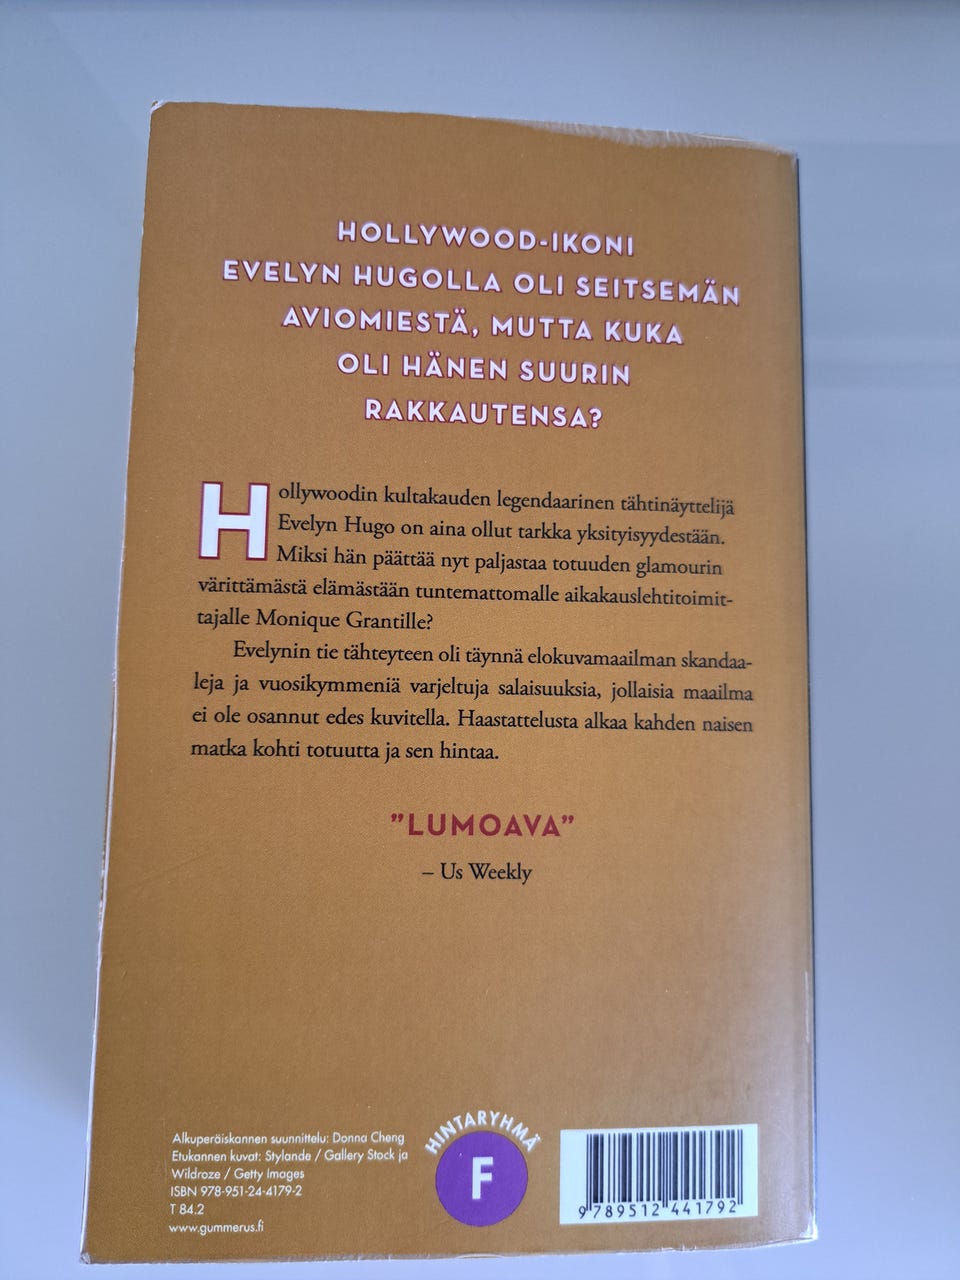 HOLLYWOOD-IKONI
EVELYN HUGOLLA OLI SEITSEMÄN
AVIOMIESTÄ, MUTTA KUKA
OLI HÄNEN SUURIN
RAKKAUTENSA?
Hollywoodin kultakauden legendaarinen tähtinäyttelijä
Evelyn Hugo on aina ollut tarkka yksityisyydestään.
Miksi hän päättää nyt paljastaa totuuden glamourin
värittämästä elämästään tuntemattomalle aikakauslehtitoimit-
tajalle Monique Grantille?
Evelynin tie tähteyteen oli täynnä elokuvamaailman skandaa-
leja ja vuosikymmeniä varjeltuja salaisuuksia, jollaisia maailma
ei ole osannut edes kuvitella. Haastattelusta alkaa kahden naisen
matka kohti totuutta ja sen hintaa.
”LUMOAVA”
– Us Weekly
Alkuperäiskannen suunnittelu: Donna Cheng
Etukannen kuvat: Stylande / Gallery Stock ja
Wildroze / Getty Images
ISBN 978-951-24-4179-2
T 84.2
www.gummerus.fi
HINTARYHMÄ
F
9 789512 441792